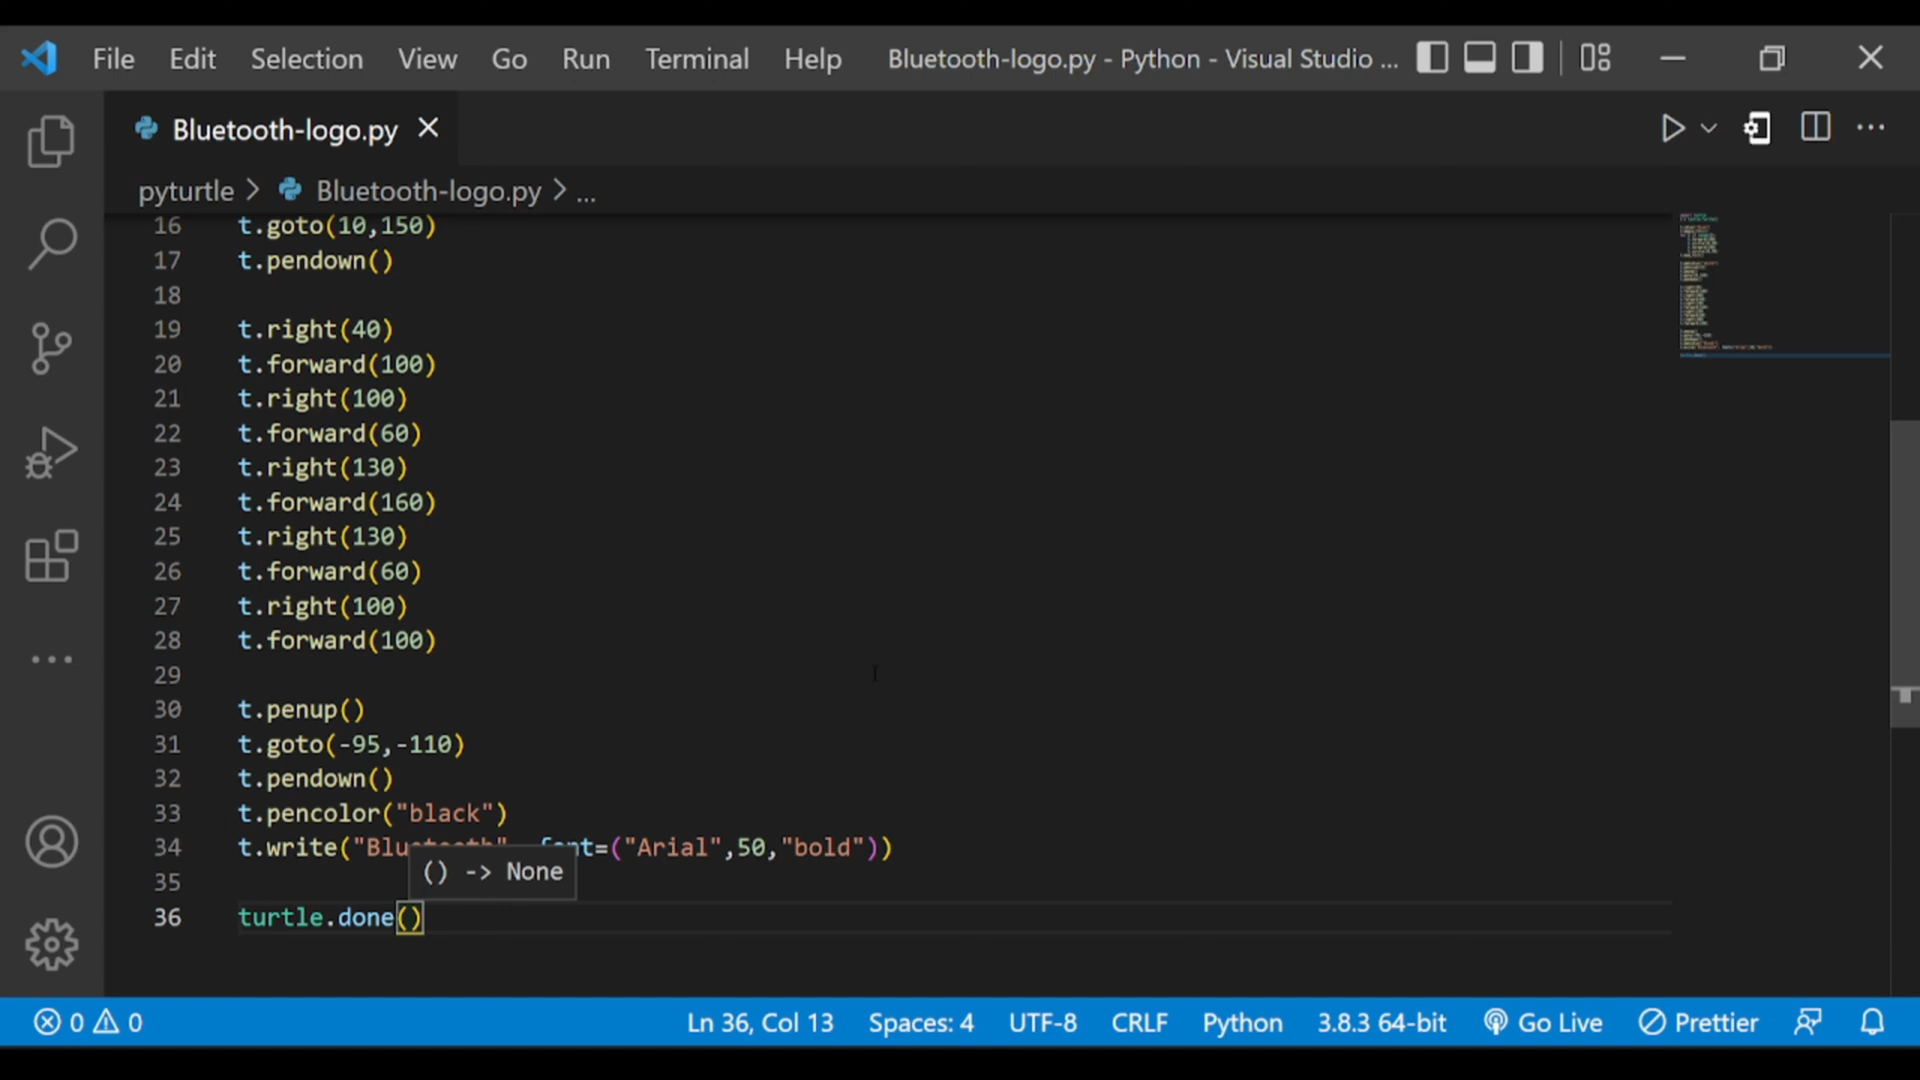 File Edit Selection View Go Run Terminal Help Bluetooth-logo.py - Python - Visual Studio ...
Bluetooth-logo.py
pyturtle > Bluetooth-logo.py > ...
16 t.goto(10,150)
17 t.pendown()
18
19 t.right(40)
20 t.forward(100)
21 t.right(100)
22 t.forward(60)
23 t.right(130)
24 t.forward(160)
25 t.right(130)
26 t.forward(60)
27 t.right(100)
28 t.forward(100)
29
30 t.penup()
31 t.goto(-95,-110)
32 t.pendown()
33 t.pencolor("black")
34 t.write("Bluetooth", font=("Arial",50,"bold"))
() -> None
35
36 turtle.done()
0 0 Ln 36, Col 13 Spaces: 4 UTF-8 CRLF Python 3.8.3 64-bit Go Live Prettier